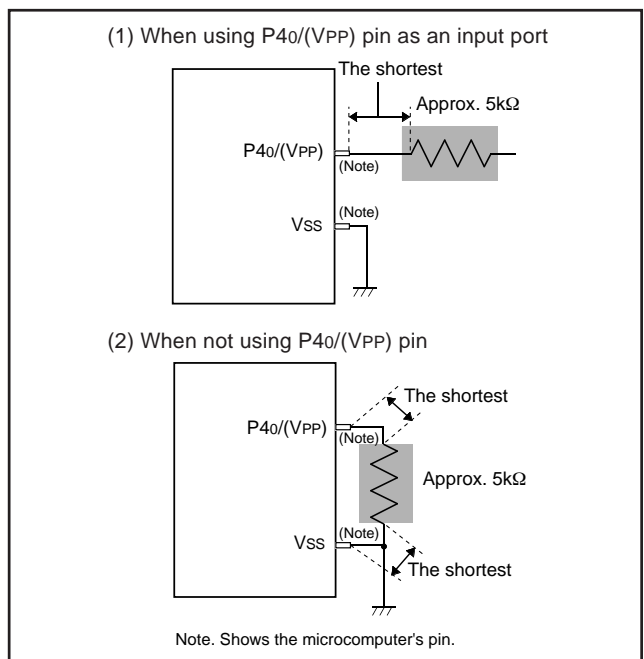 (1) When using P40/(VPP) pin as an input port
The shortest
Approx. 5kΩ
P40/(VPP)
(Note)
(Note)
VSS
(2) When not using P40/(VPP) pin
The shortest
P40/(VPP)
(Note)
Approx. 5kΩ
(Note)
VSS
The shortest
Note. Shows the microcomputer's pin.